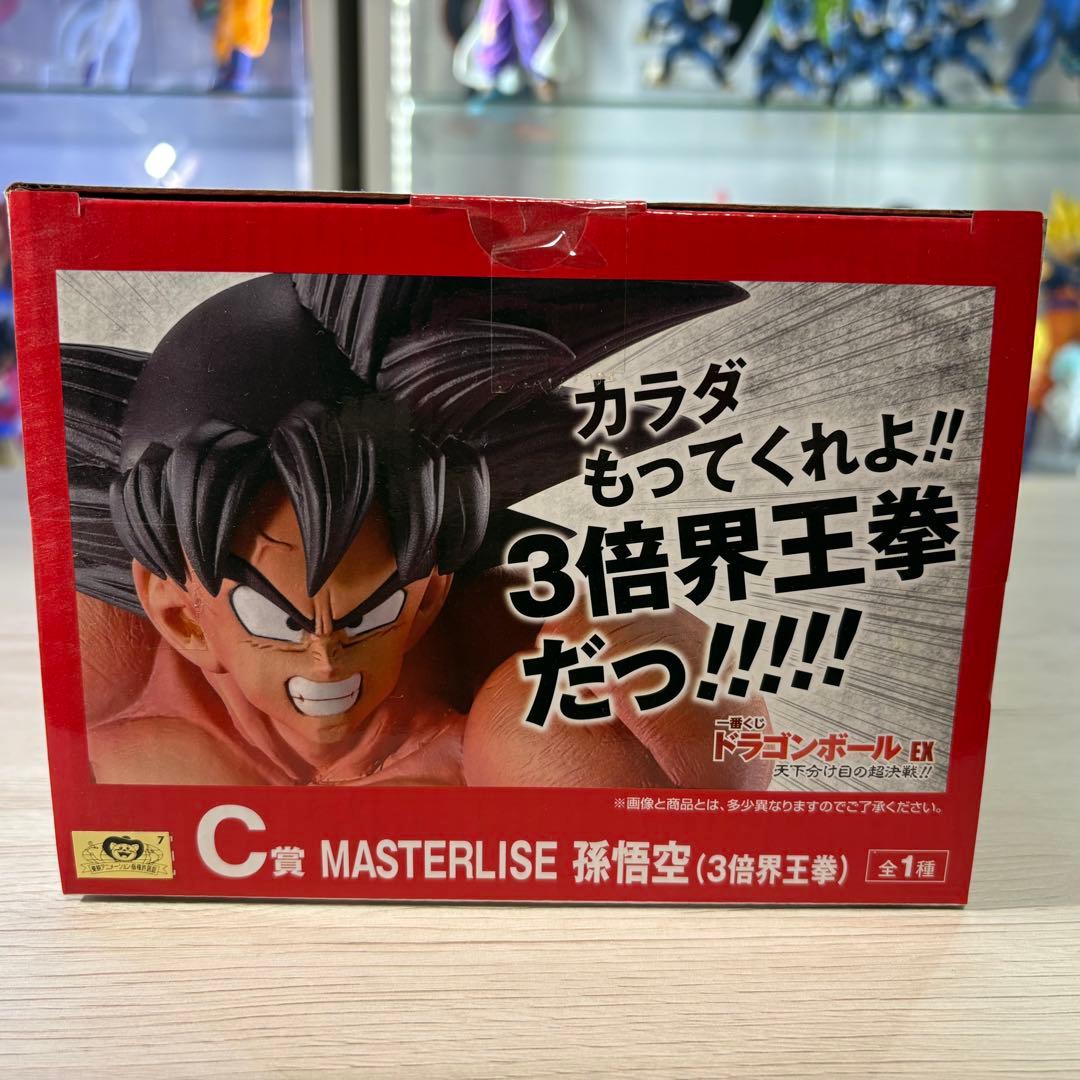 カラダ
もってくれよ!!
3倍界王拳
だっ!!!!!
一番くじ
ドラゴンボール EX
天下分け目の超決戦!!
※画像と商品とは、多少異なりますのでご了承ください。
C賞 MASTERLISE 孫悟空(3倍界王拳) 全1種
7